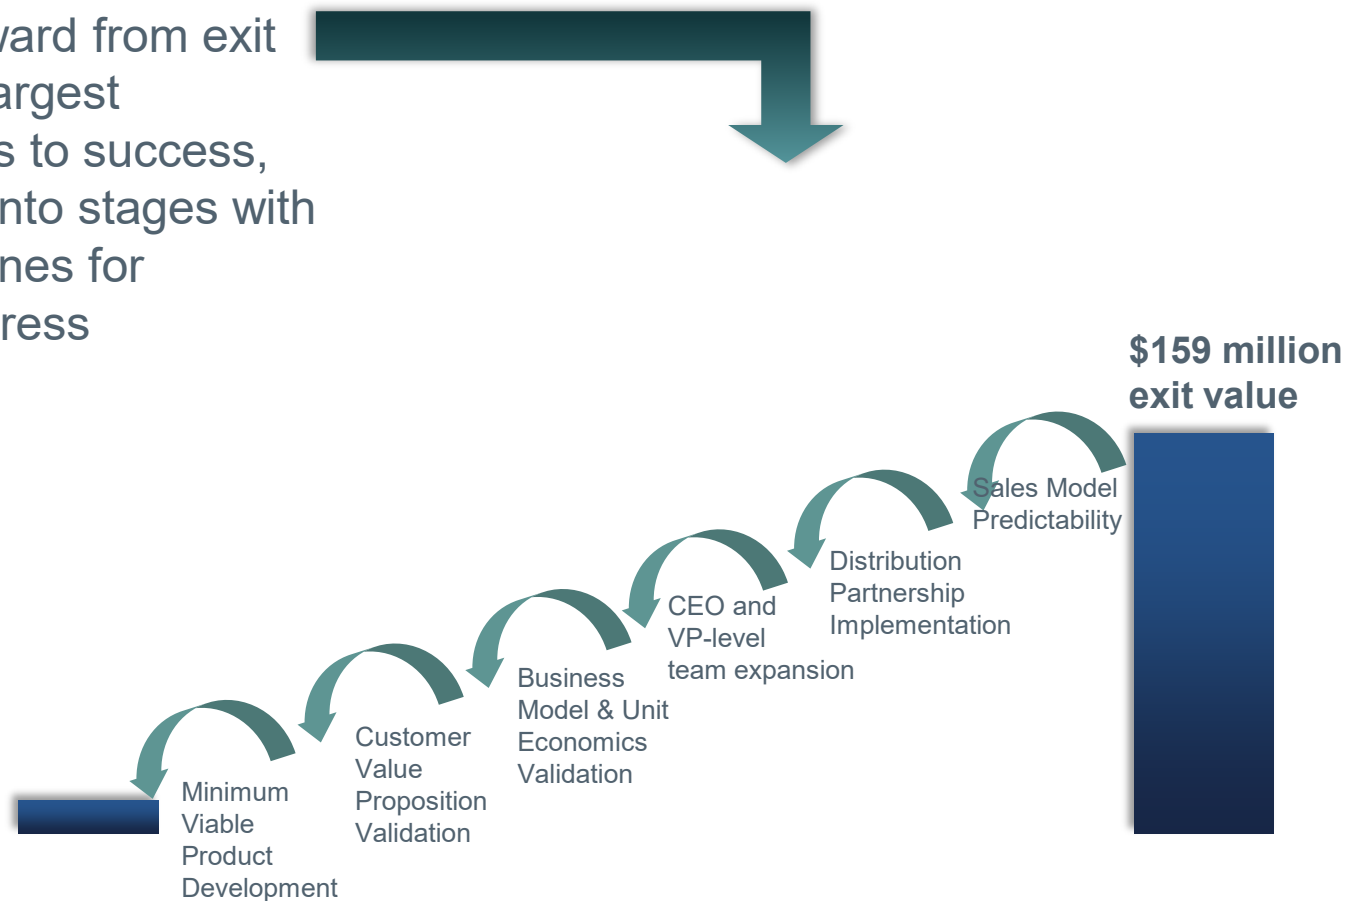 ward from exit
argest
s to success,
nto stages with
nes for
ress
$159 million
exit value
Sales Model
Predictability
Distribution
Partnership
Implementation
CEO and
VP-level
team expansion
Business
Model & Unit
Economics
Validation
Customer
Value
Proposition
Validation
Minimum
Viable
Product
Development